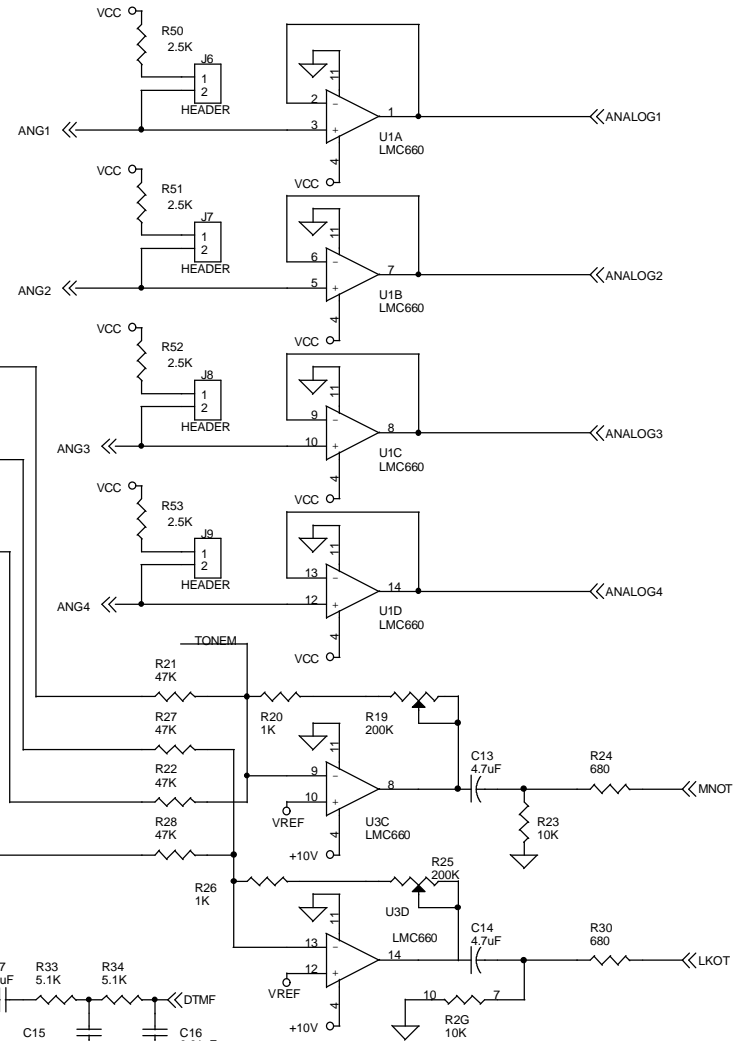 VCC
R50
2.5K
J6
1
2
HEADER
ANG1
11
2
3
1
4
U1A
LMC660
VCC
ANALOG1
VCC
R51
2.5K
J7
1
2
HEADER
ANG2
11
6
5
7
4
U1B
LMC660
VCC
ANALOG2
VCC
R52
2.5K
J8
1
2
HEADER
ANG3
11
9
10
8
4
U1C
LMC660
VCC
ANALOG3
VCC
R53
2.5K
J9
1
2
HEADER
ANG4
11
13
12
14
4
U1D
LMC660
VCC
ANALOG4
TONEM
R21
47K
R27
47K
R22
47K
R28
47K
R20
1K
R19
200K
11
9
10
8
4
VREF
U3C
LMC660
+10V
C13
4.7uF
R24
680
MNOT
R23
10K
R26
1K
R25
200K
U3D
LMC660
11
13
12
14
4
VREF
+10V
C14
4.7uF
R30
680
LKOT
10
7
R2G
10K
7
uF
R33
5.1K
R34
5.1K
DTMF
C15
C16